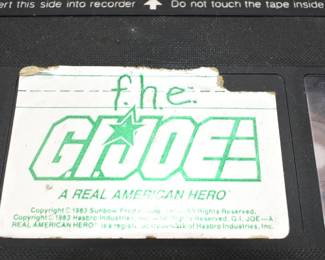 ert this side into recorder Do not touch the tape inside
f.h.e.
G.I.JOE
A REAL AMERICAN HERO
Copyright © 1983 Sunbow Productions, Inc. All Rights Reserved.
Copyright © 1983 Hasbro Industries, Inc. All Rights Reserved. G.I. JOE—A
REAL AMERICAN HERO is a registered trademark of Hasbro Industries, Inc.